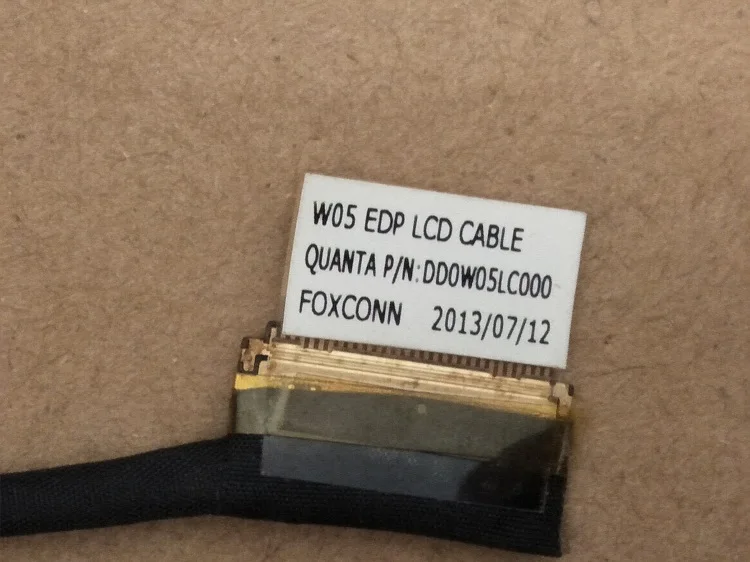 W05 EDP LCD CABLE
QUANTA P/N:DD0W05LC000
FOXCONN 2013/07/12